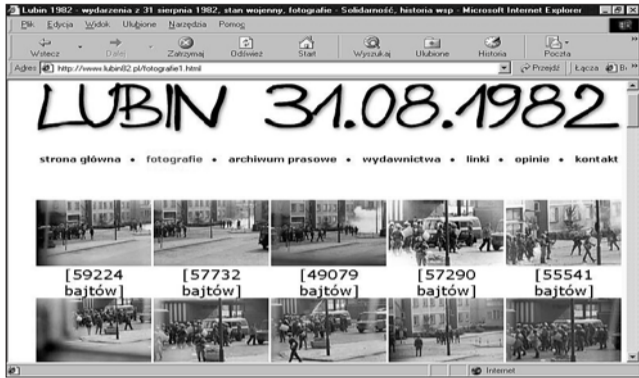 Lubin 1982 - wydarzenia z 31 sierpnia 1982, stan wojenny, fotografie - Solidarność, historia wsp - Microsoft Internet Explorer
Plik Edycja Widok Ulubione Narzędzia Pomoc
Wstecz Dalej Zatrzymaj Odśwież Start Wyszukaj Ulubione Historia Poczta
Adres http://www.lubin82.pl/fotografie1.html Przejdź Łącza
LUBIN 31.08.1982
strona główna • fotografie • archiwum prasowe • wydawnictwa • linki • opinie • kontakt
[59224 bajtów] [57732 bajtów] [49079 bajtów] [57290 bajtów] [55541 bajtów]
Internet